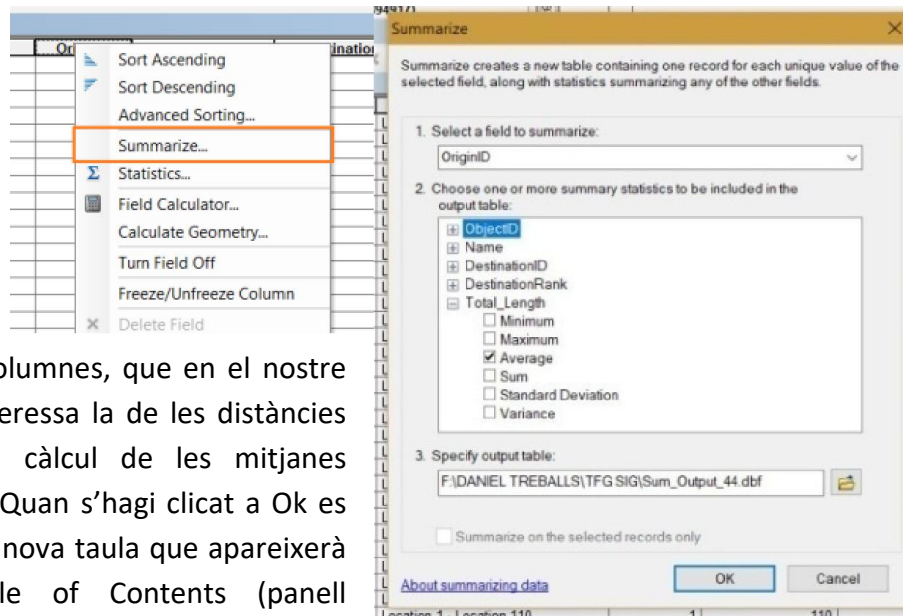 Or
ination
Sort Ascending
Sort Descending
Advanced Sorting...
Summarize...
Statistics...
Field Calculator...
Calculate Geometry...
Turn Field Off
Freeze/Unfreeze Column
Delete Field
olumnes, que en el nostre
eressa la de les distàncies
càlcul de les mitjanes
Quan s’hagi clicat a Ok es
nova taula que apareixerà
le of Contents (panell
Summarize
Summarize creates a new table containing one record for each unique value of the
selected field, along with statistics summarizing any of the other fields.
1. Select a field to summarize:
OriginID
2. Choose one or more summary statistics to be included in the
output table:
ObjectID
Name
DestinationID
DestinationRank
Total_Length
Minimum
Maximum
Average
Sum
Standard Deviation
Variance
3. Specify output table:
F:\DANIEL TREBALLS\TFG SIG\Sum_Output_44.dbf
Summarize on the selected records only
About summarizing data
OK
Cancel
Location 1 - Location 110
1
110